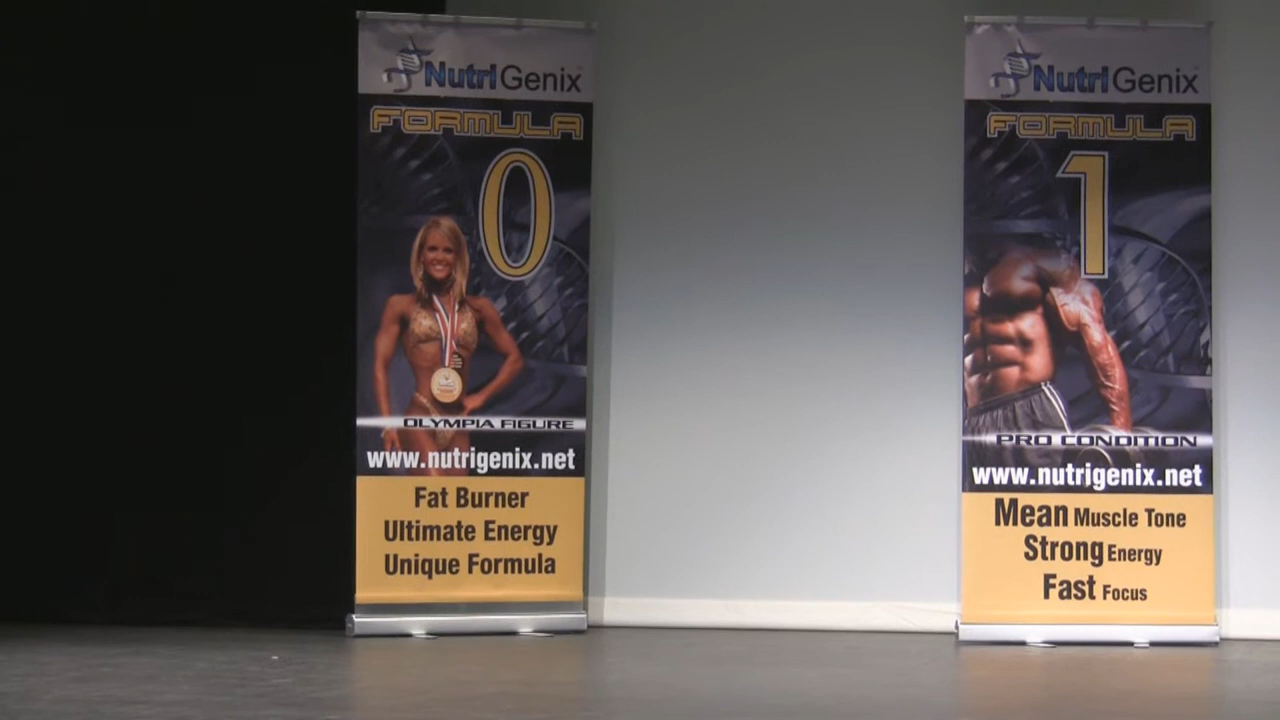 NutriGenix
FORMULA
0
OLYMPIA FIGURE
www.nutrigenix.net
Fat Burner
Ultimate Energy
Unique Formula
NutriGenix
FORMULA
1
PRO CONDITION
www.nutrigenix.net
Mean Muscle Tone
Strong Energy
Fast Focus